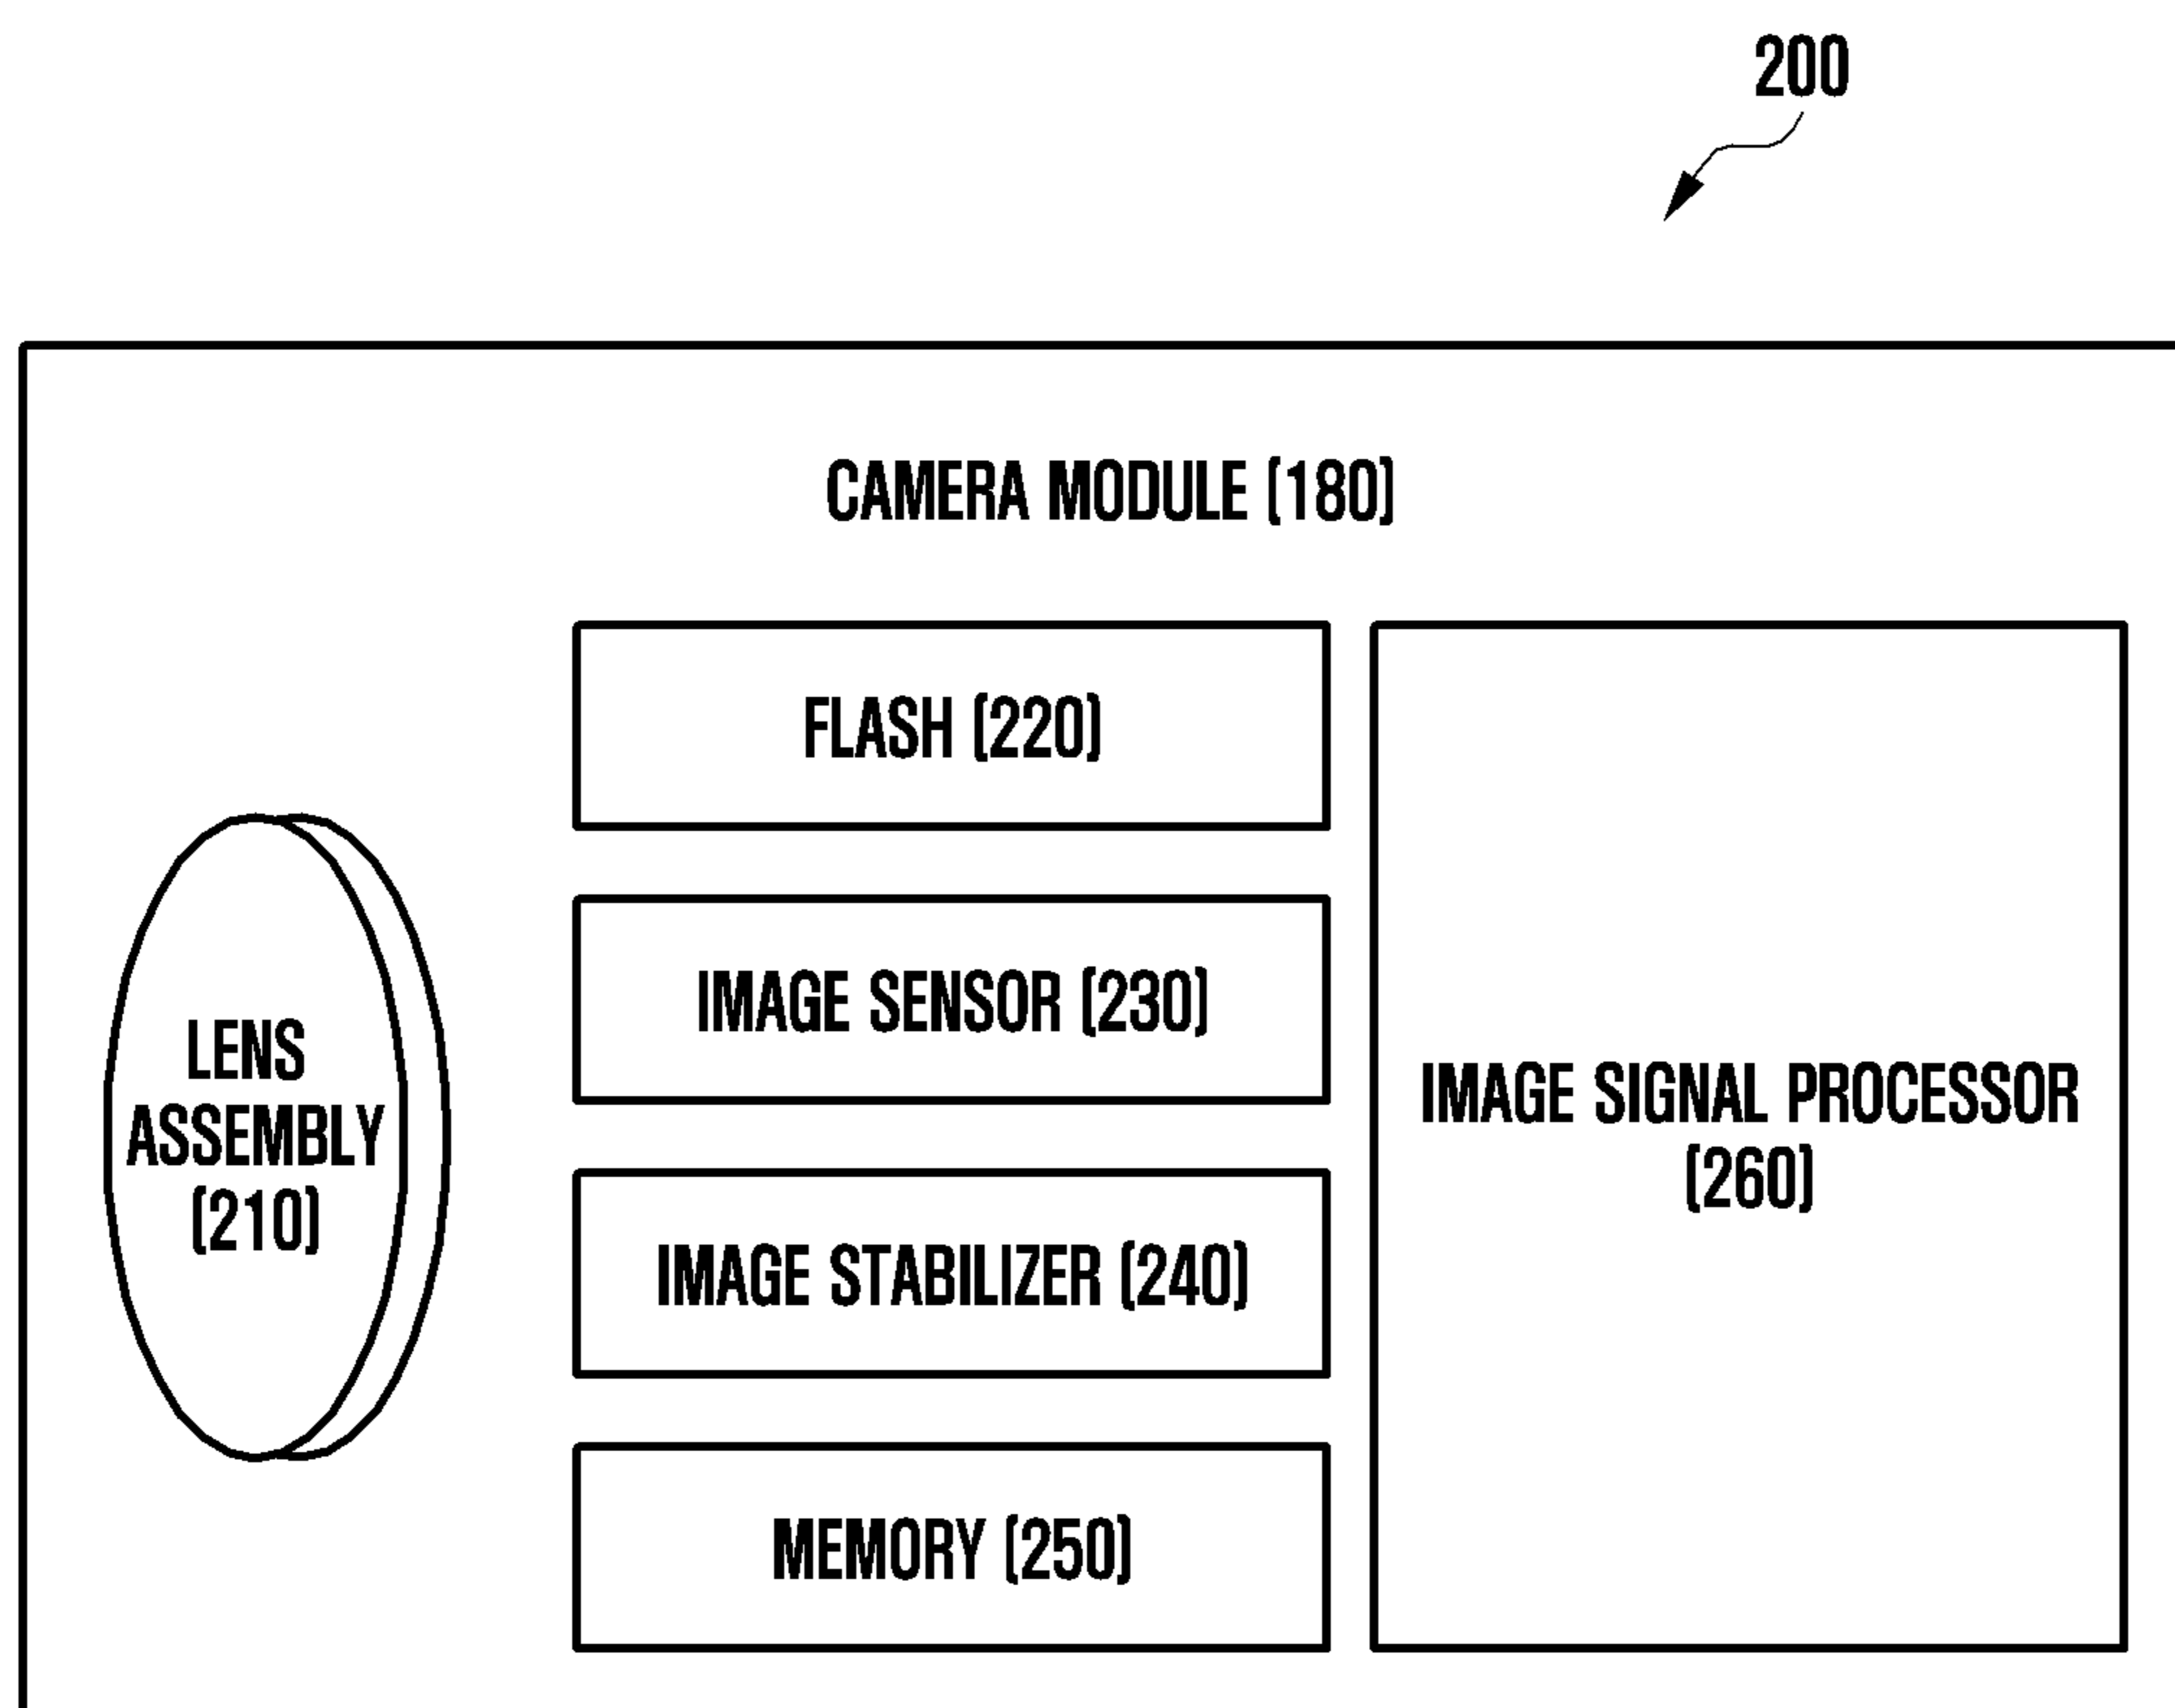 200
CAMERA MODULE (180)
FLASH (220)
IMAGE SENSOR (230)
LENS
ASSEMBLY
(210)
IMAGE SIGNAL PROCESSOR
(260)
IMAGE STABILIZER (240)
MEMORY (250)